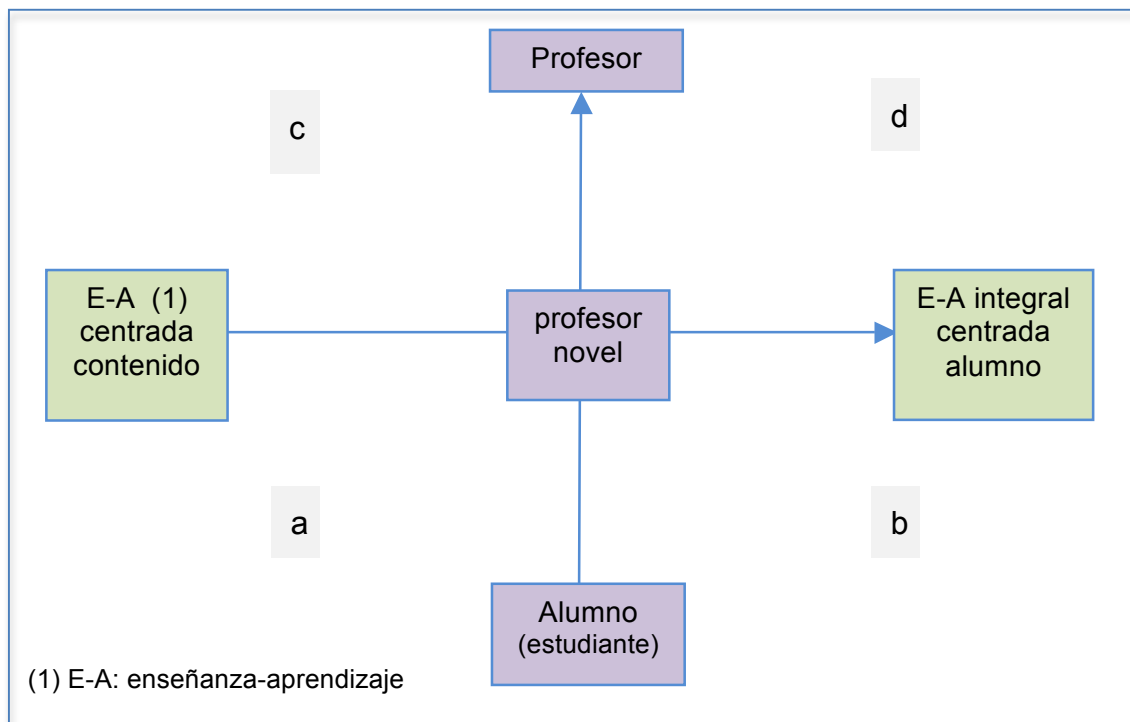 Profesor
c
d
E-A (1)
centrada
contenido
profesor
novel
E-A integral
centrada
alumno
a
b
Alumno
(estudiante)
(1) E-A: enseñanza-aprendizaje